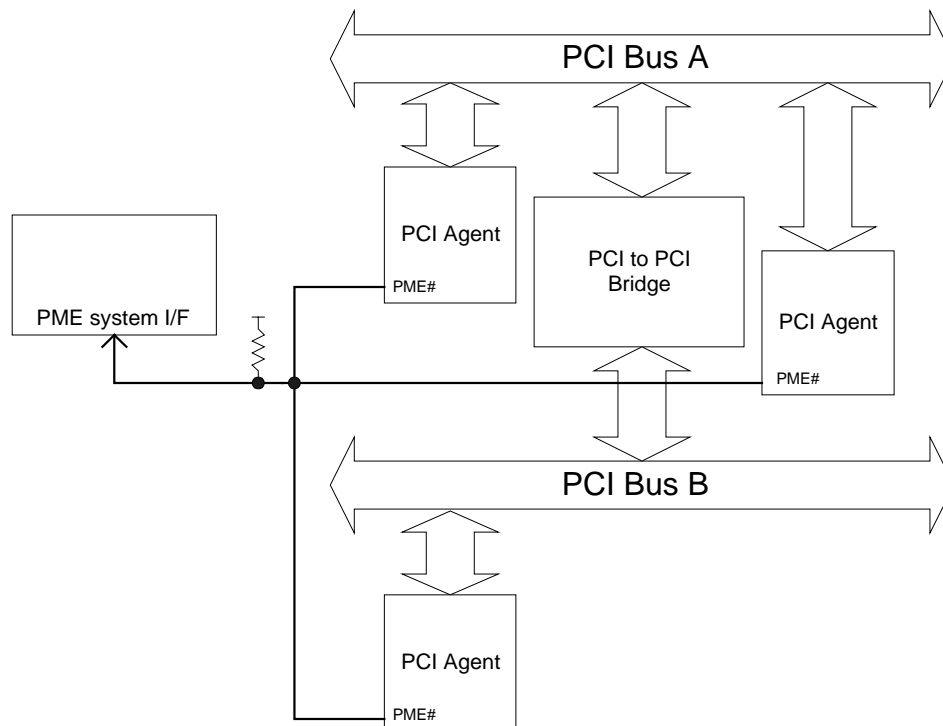 PCI Bus A
PCI Agent
PME#
PCI to PCI
Bridge
PCI Agent
PME#
PME system I/F
PCI Bus B
PCI Agent
PME#